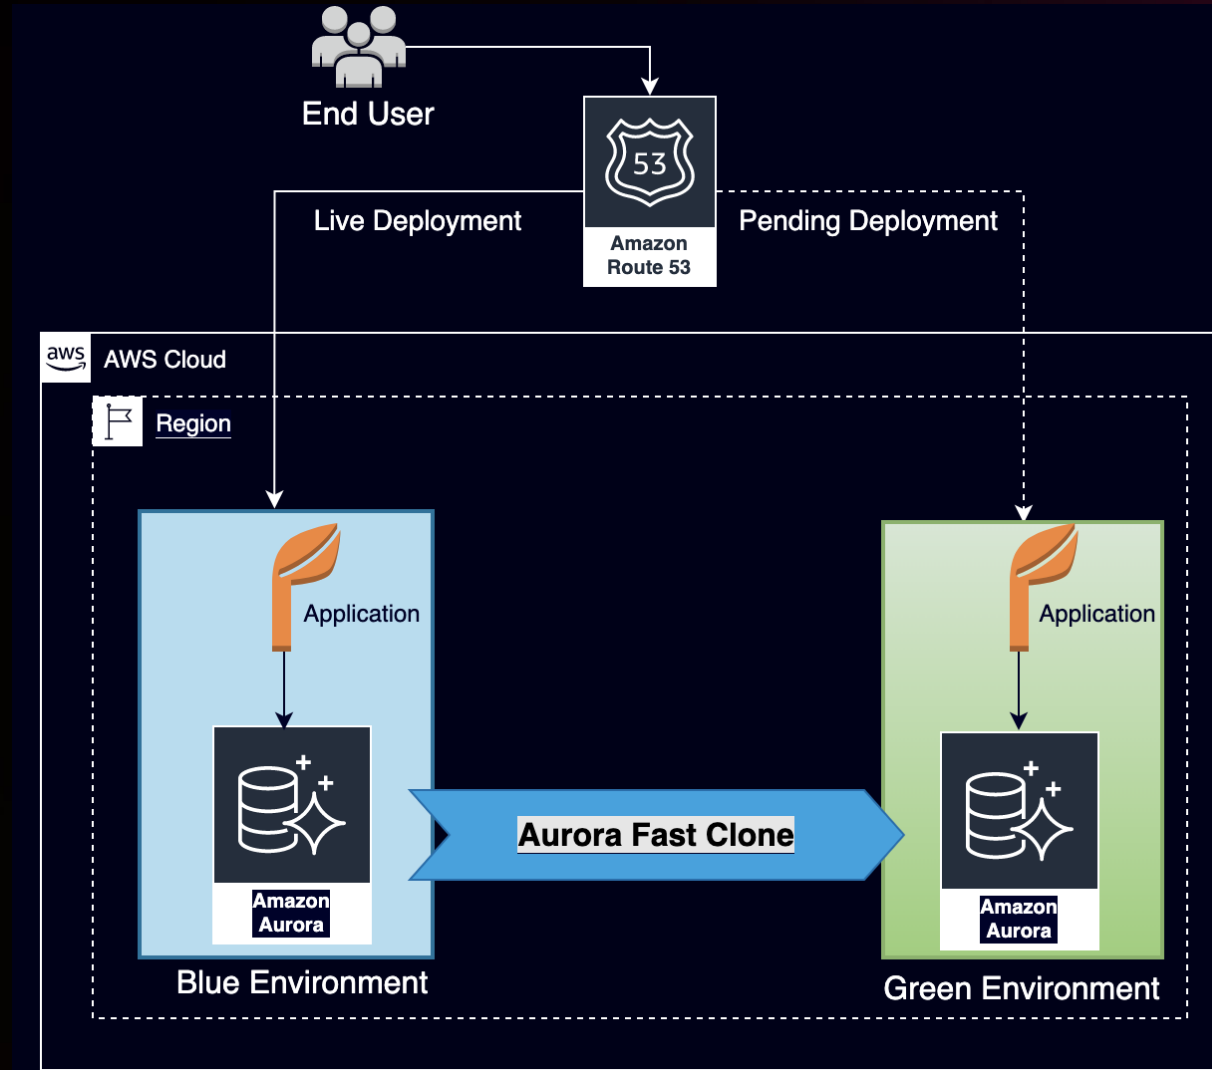 End User
53
Amazon
Route 53
Live Deployment
Pending Deployment
aws
AWS Cloud
Region
Application
Application
Aurora Fast Clone
Amazon
Aurora
Amazon
Aurora
Blue Environment
Green Environment